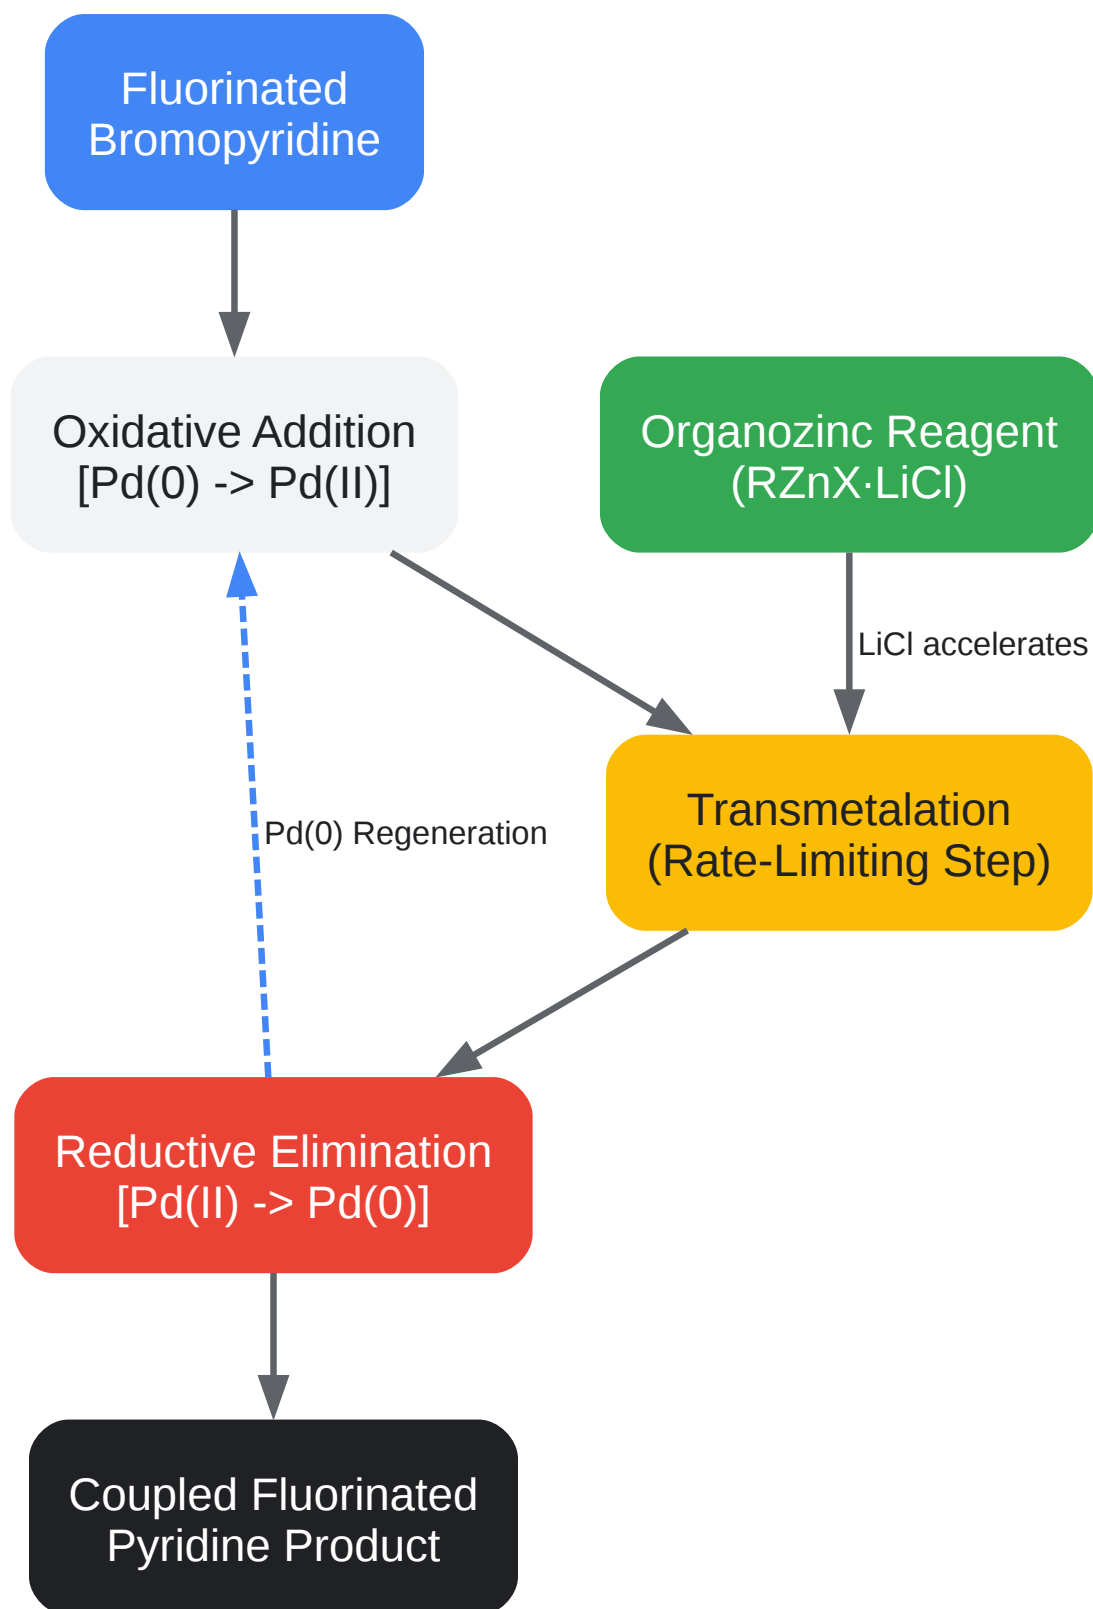 Fluorinated
Bromopyridine
Oxidative Addition
[Pd(0) -> Pd(II)]
Organozinc Reagent
(RZnX·LiCl)
LiCl accelerates
Transmetalation
(Rate-Limiting Step)
Pd(0) Regeneration
Reductive Elimination
[Pd(II) -> Pd(0)]
Coupled Fluorinated
Pyridine Product